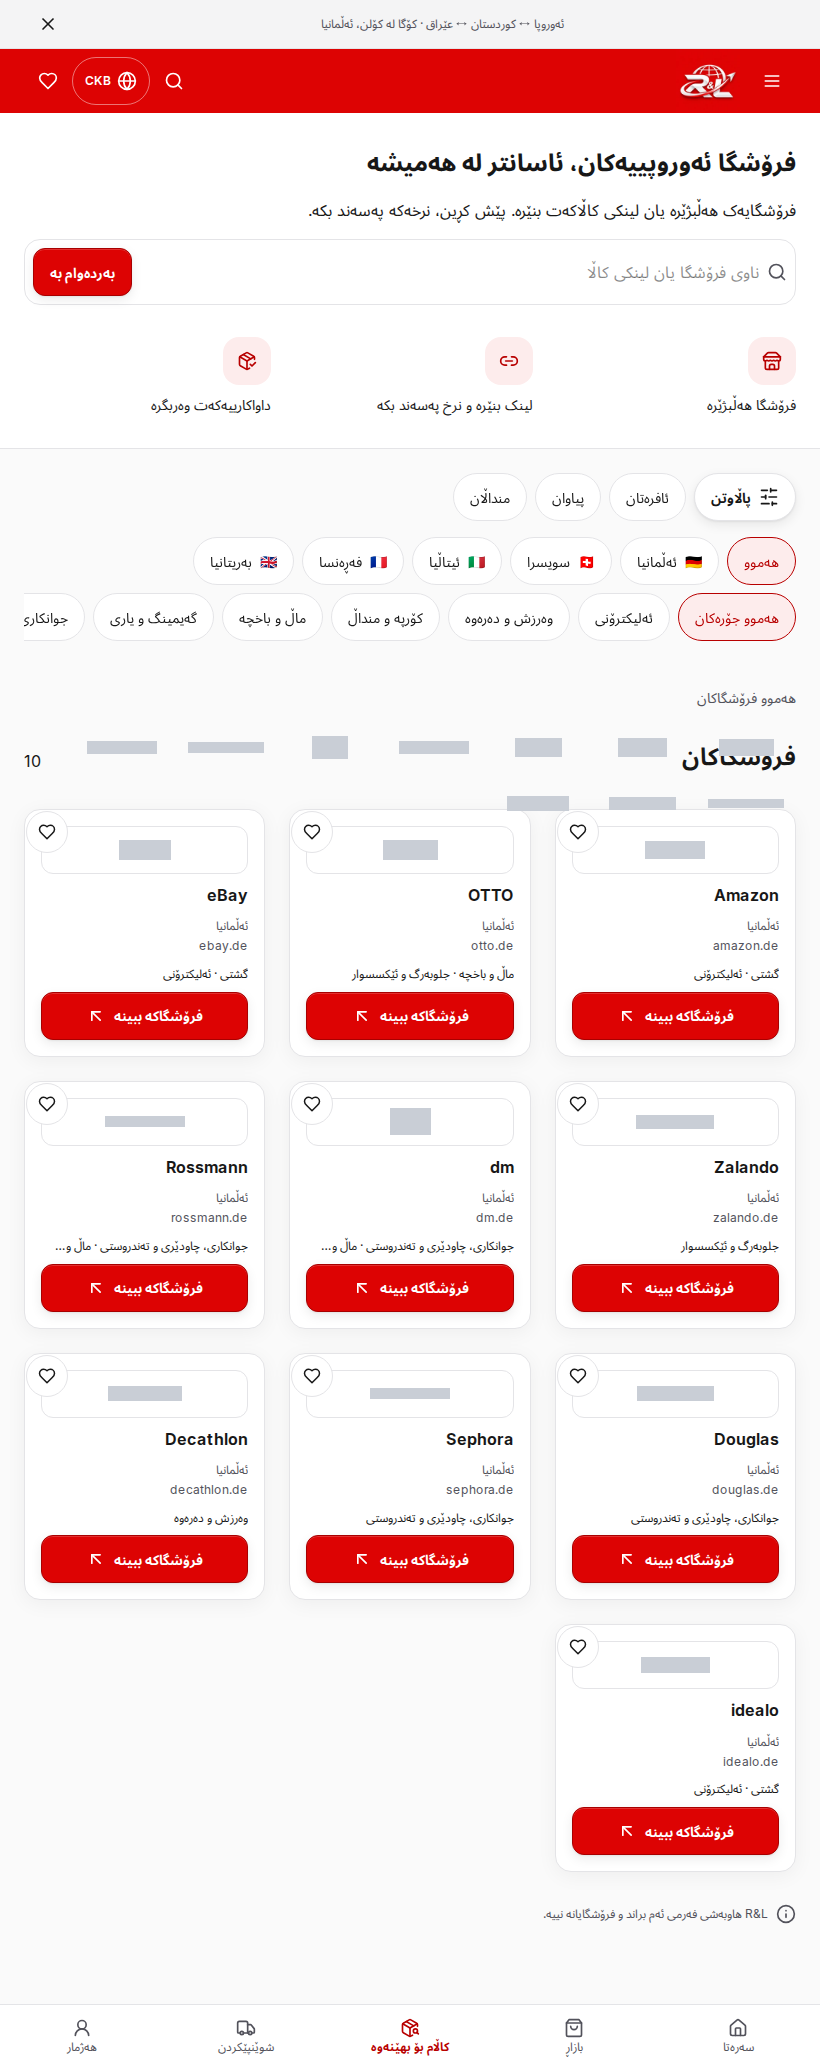 ئەوروپا ↔ کوردستان ↔ عێراق · کۆگا لە کۆڵن، ئەڵمانیا
CKB
R&L
فرۆشگا ئەوروپییەکان، ئاسانتر لە هەمیشە
فرۆشگایەک هەڵبژێرە یان لینکی کاڵاکەت بنێرە. پێش کڕین، نرخەکە پەسەند بکە.
ناوی فرۆشگا یان لینکی کاڵا
بەردەوام بە
فرۆشگا هەڵبژێرە
لینک بنێرە و نرخ پەسەند بکە
داواکارییەکەت وەربگرە
پاڵاوتن
ئافرەتان
پیاوان
منداڵان
هەموو
🇩🇪 ئەڵمانیا
🇨🇭 سویسرا
🇮🇹 ئیتاڵیا
🇫🇷 فەڕەنسا
🇬🇧 بەریتانیا
هەموو جۆرەکان
ئەلیکترۆنی
وەرزش و دەرەوە
کۆرپە و منداڵ
ماڵ و باخچە
گەیمینگ و یاری
جوانکاری
هەموو فرۆشگاکان
فرۆشگاکان
10
Amazon
ئەڵمانیا
amazon.de
گشتی · ئەلیکترۆنی
فرۆشگاکە ببینە
OTTO
ئەڵمانیا
otto.de
ماڵ و باخچە · جلوبەرگ و ئێکسسوار
فرۆشگاکە ببینە
eBay
ئەڵمانیا
ebay.de
گشتی · ئەلیکترۆنی
فرۆشگاکە ببینە
Zalando
ئەڵمانیا
zalando.de
جلوبەرگ و ئێکسسوار
فرۆشگاکە ببینە
dm
ئەڵمانیا
dm.de
جوانکاری، چاودێری و تەندروستی · ماڵ و...
فرۆشگاکە ببینە
Rossmann
ئەڵمانیا
rossmann.de
جوانکاری، چاودێری و تەندروستی · ماڵ و...
فرۆشگاکە ببینە
Douglas
ئەڵمانیا
douglas.de
جوانکاری، چاودێری و تەندروستی
فرۆشگاکە ببینە
Sephora
ئەڵمانیا
sephora.de
جوانکاری، چاودێری و تەندروستی
فرۆشگاکە ببینە
Decathlon
ئەڵمانیا
decathlon.de
وەرزش و دەرەوە
فرۆشگاکە ببینە
idealo
ئەڵمانیا
idealo.de
گشتی · ئەلیکترۆنی
فرۆشگاکە ببینە
R&L هاوبەشی فەرمی ئەم براند و فرۆشگایانە نییە.
سەرەتا
بازاڕ
کاڵام بۆ بهێنەوە
شوێنپێکردن
هەژمار